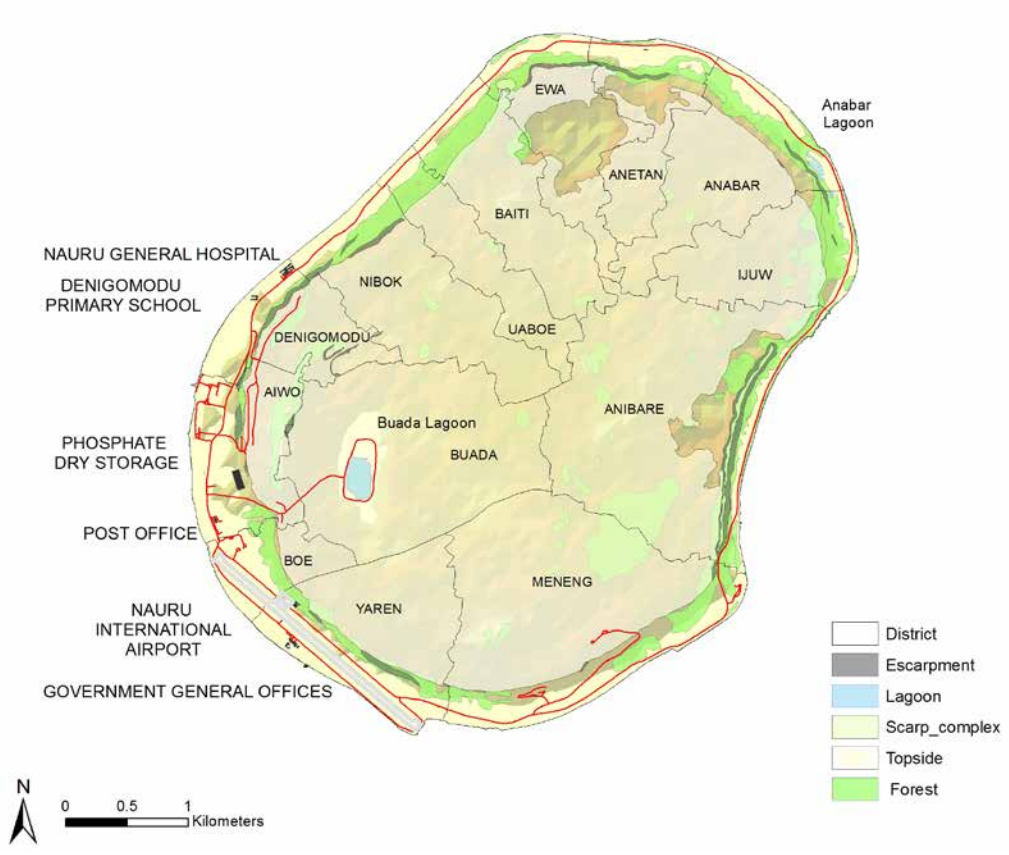 EWA
Anabar
Lagoon
ANETAN
ANABAR
BAITI
NAURU GENERAL HOSPITAL
IJUW
NIBOK
DENIGOMODU
PRIMARY SCHOOL
UABOE
DENIGOMODU
AIWO
ANIBARE
Buada Lagoon
PHOSPHATE
DRY STORAGE
BUADA
POST OFFICE
BOE
MENENG
YAREN
NAURU
INTERNATIONAL
AIRPORT
GOVERNMENT GENERAL OFFICES
District
Escarpment
Lagoon
Scarp_complex
Topside
Forest
N
0 0.5 1
Kilometers